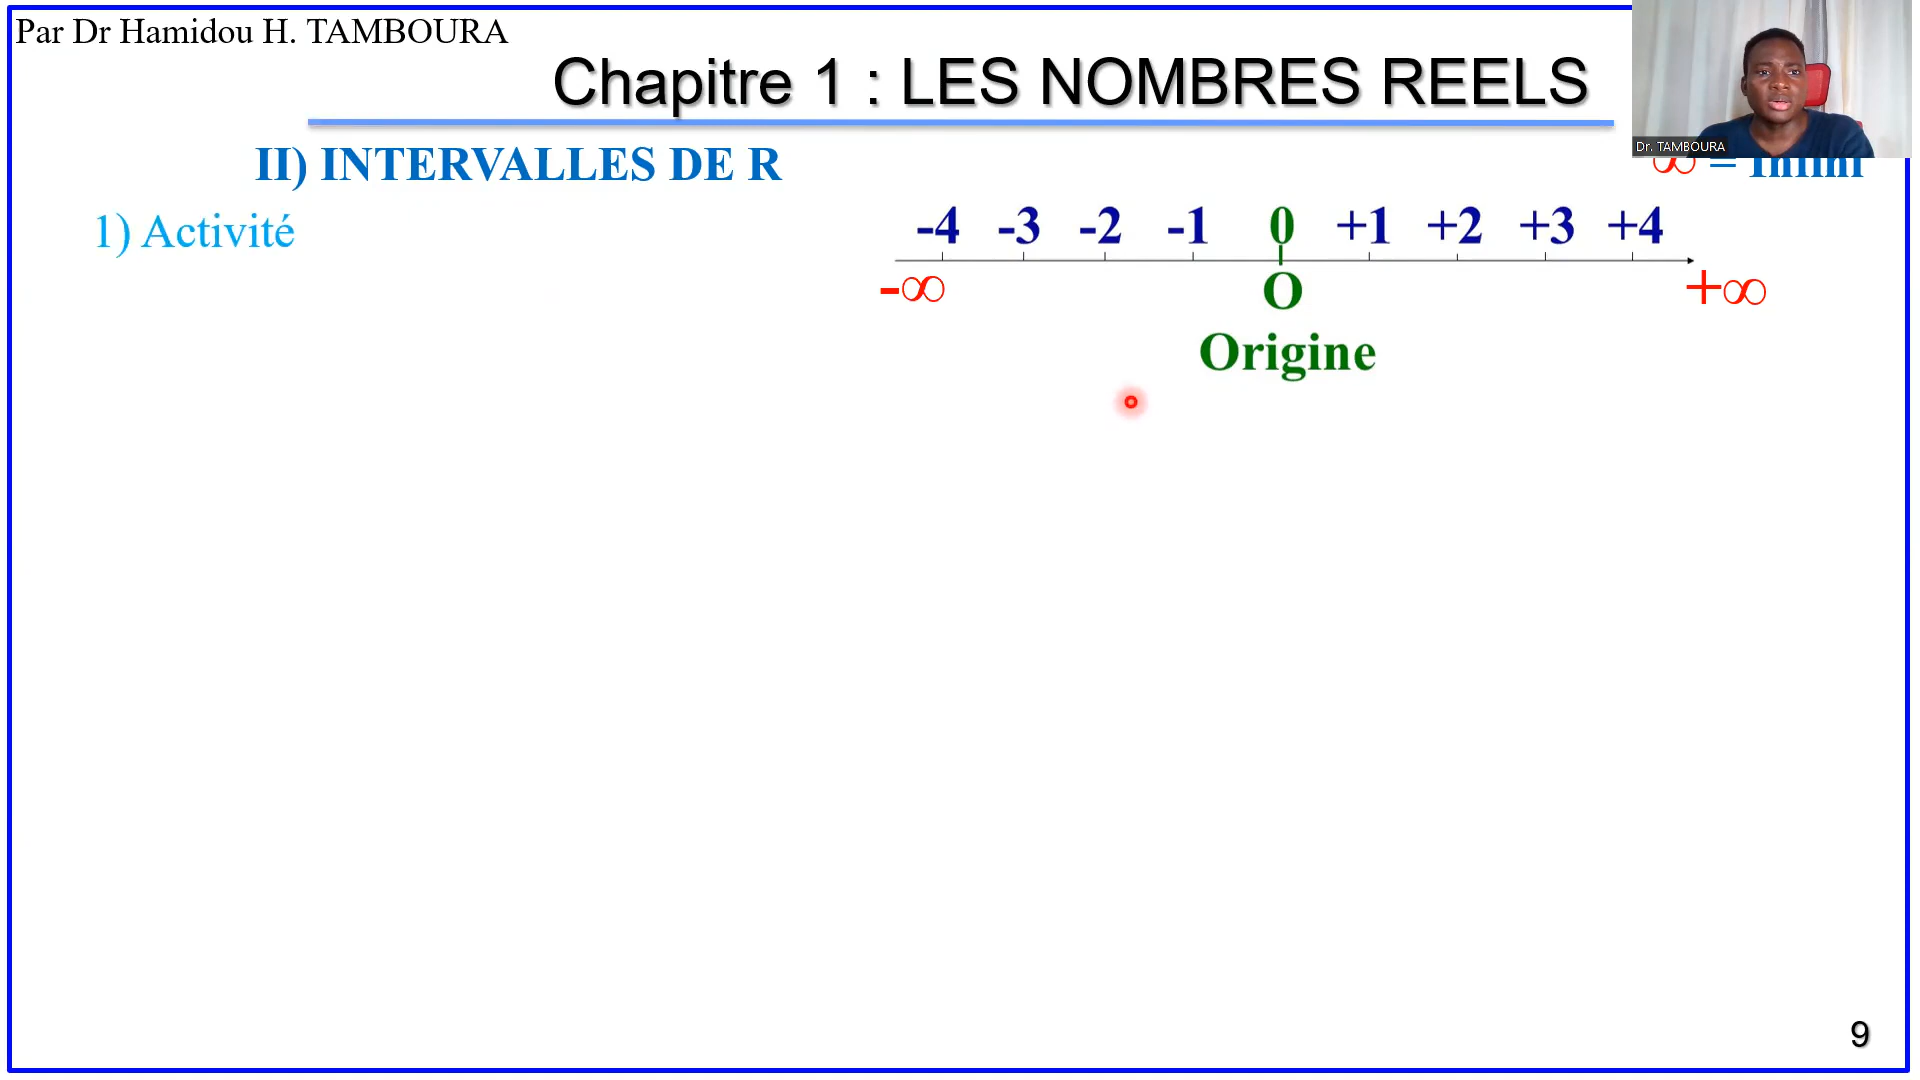 Par Dr Hamidou H. TAMBOURA
Chapitre 1 : LES NOMBRES REELS
Dr. TAMBOURA
II) INTERVALLES DE R
∞ = Infini
1) Activité
-4 -3 -2 -1 0 +1 +2 +3 +4
-∞ O +∞
Origine
9